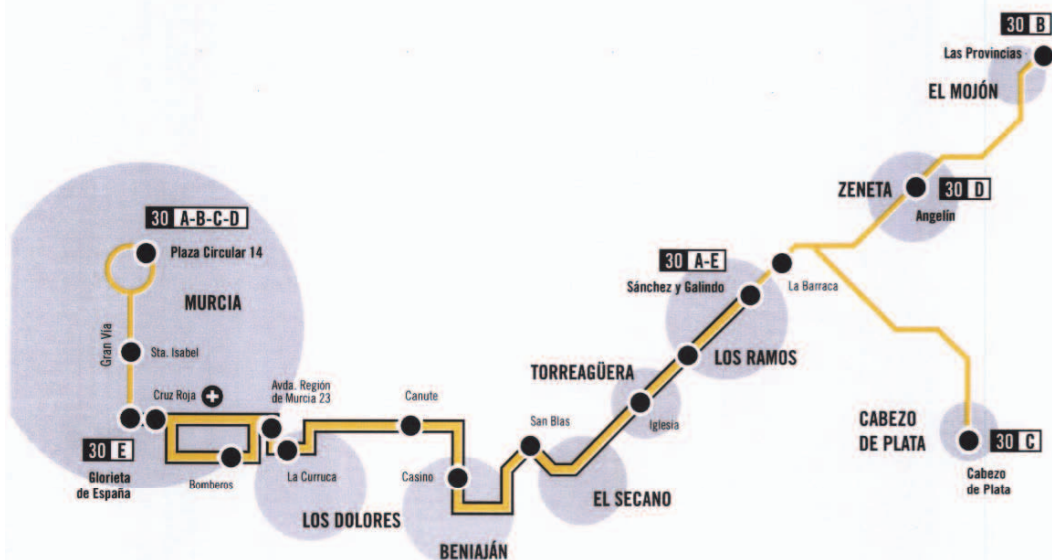 30 B
Las Provincias
EL MOJÓN
ZENETA
30 D
Angelín
30 A-B-C-D
Plaza Circular 14
MURCIA
Gran Vía
Sta. Isabel
30 A-E
Sánchez y Galindo
La Barraca
LOS RAMOS
TORREAGÜERA
Iglesia
Cruz Roja
Avda. Región
de Murcia 23
Canute
San Blas
CABEZO
DE PLATA
30 C
Cabezo
de Plata
30 E
Glorieta
de España
Bomberos
La Curruca
LOS DOLORES
Casino
BENIAJÁN
EL SECANO